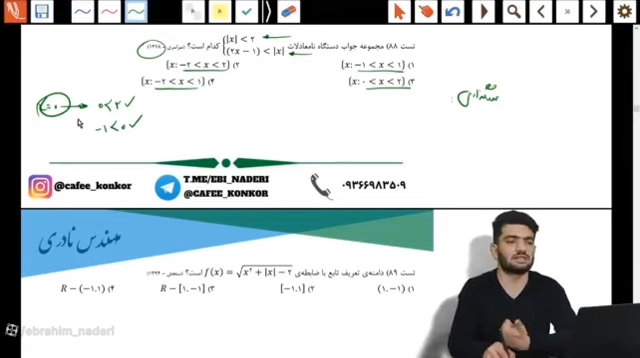 تست ۸۸) مجموعه جواب دستگاه نامعادلات {|x| < ۲ (۲x − ۱) < |x| کدام است؟ (سراسری - ۱۳۷۸)
۱) {x: −۱ < x < ۱}
۲) {x: −۲ < x < ۲}
۳) {x: ۰ < x < ۲}
۴) {x: −۲ < x < ۱}
۰ < ۲ ✓
−۱ < ۰ ✓
@cafee_konkor
T.ME/EBI_NADERI
@CAFEE_KONKOR
۰۹۳۶۶۹۸۳۵۰۹
مهندس نادری
تست ۸۹) دامنه‌ی تعریف تابع با ضابطه‌ی f(x) = √x² + |x| − ۲ است؟
۱) (۱.−۱)
۲) [−۱.۱]
۳) R − [۱.−۱]
۴) R − (−۱.۱)
/ebrahim_naderi